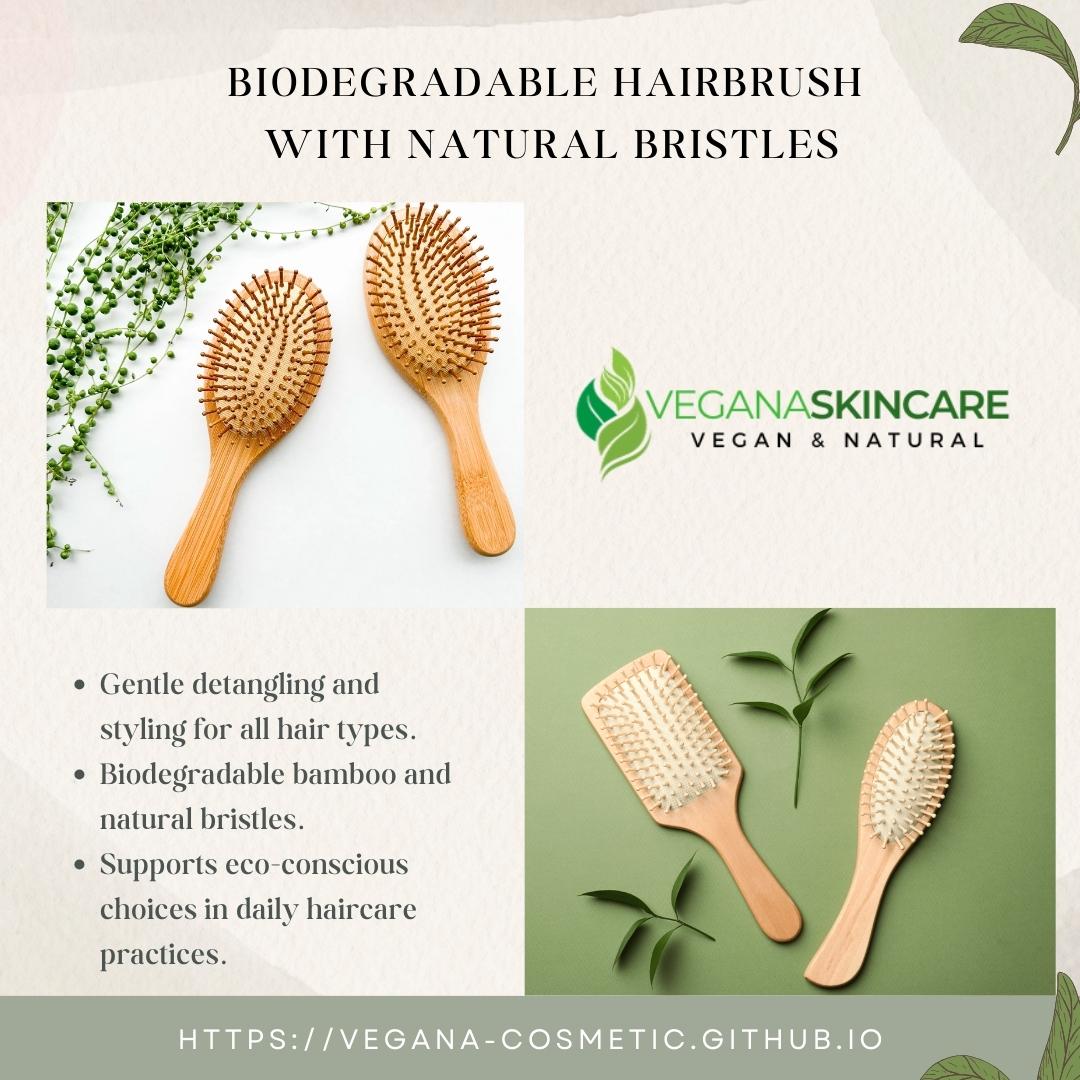 BIODEGRADABLE HAIRBRUSH
WITH NATURAL BRISTLES
VEGANASKINCARE
VEGAN & NATURAL
• Gentle detangling and
styling for all hair types.
• Biodegradable bamboo and
natural bristles.
• Supports eco-conscious
choices in daily haircare
practices.
HTTPS://VEGANA-COSMETIC.GITHUB.IO